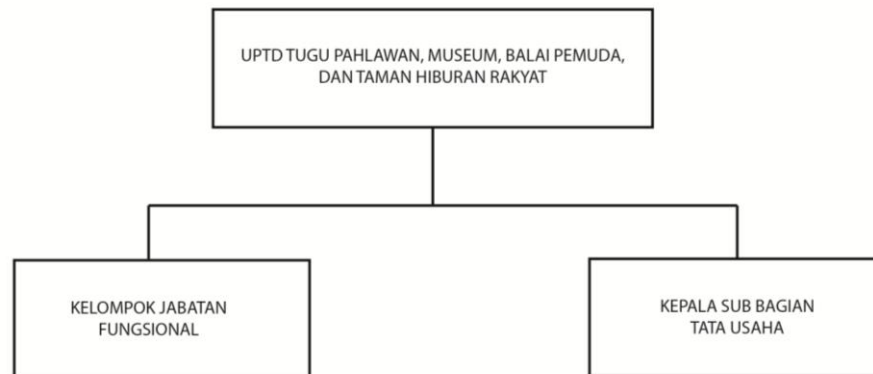 UPTD TUGU PAHLAWAN, MUSEUM, BALAI PEMUDA,
DAN TAMAN HIBURAN RAKYAT
KELOMPOK JABATAN
FUNGSIONAL
KEPALA SUB BAGIAN
TATA USAHA